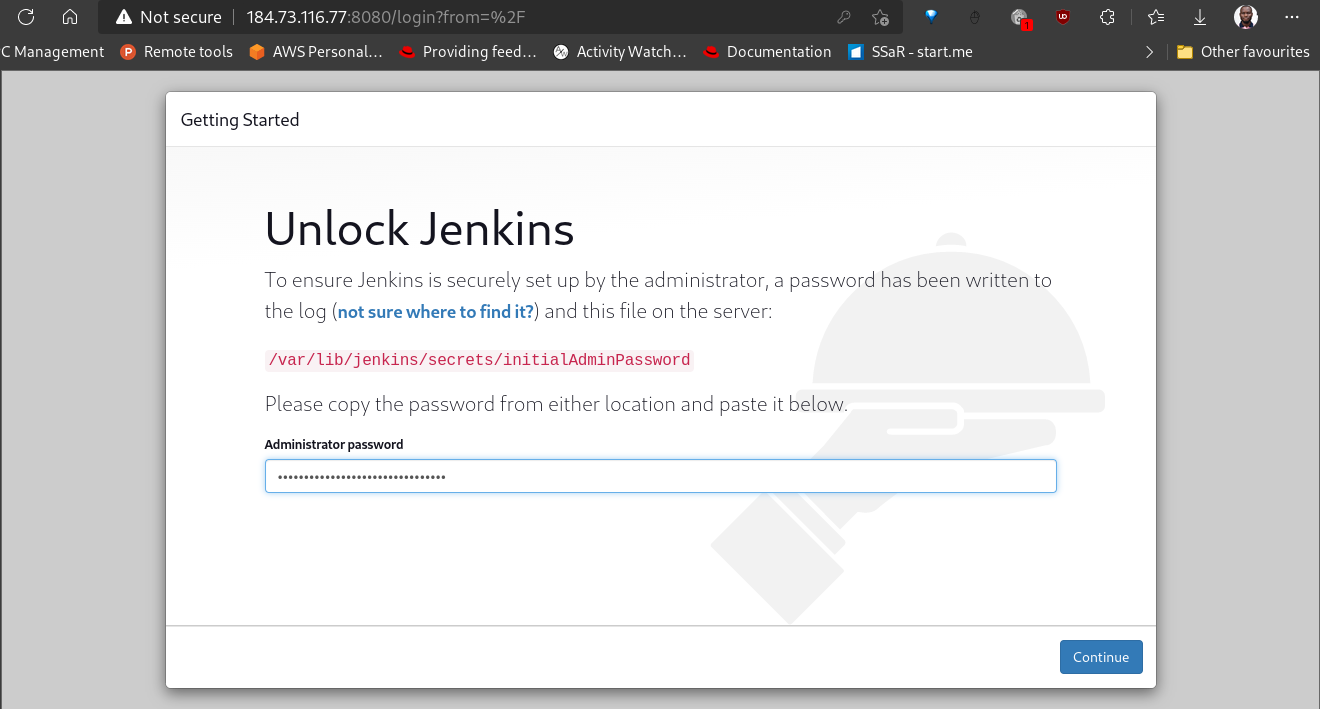 Not secure 184.73.116.77:8080/login?from=%2F
UD
1
C Management P Remote tools AWS Personal... Providing feed... Activity Watch... Documentation SSaR - start.me Other favourites
Getting Started
Unlock Jenkins
To ensure Jenkins is securely set up by the administrator, a password has been written to
the log (not sure where to find it?) and this file on the server:
/var/lib/jenkins/secrets/initialAdminPassword
Please copy the password from either location and paste it below.
Administrator password
Continue